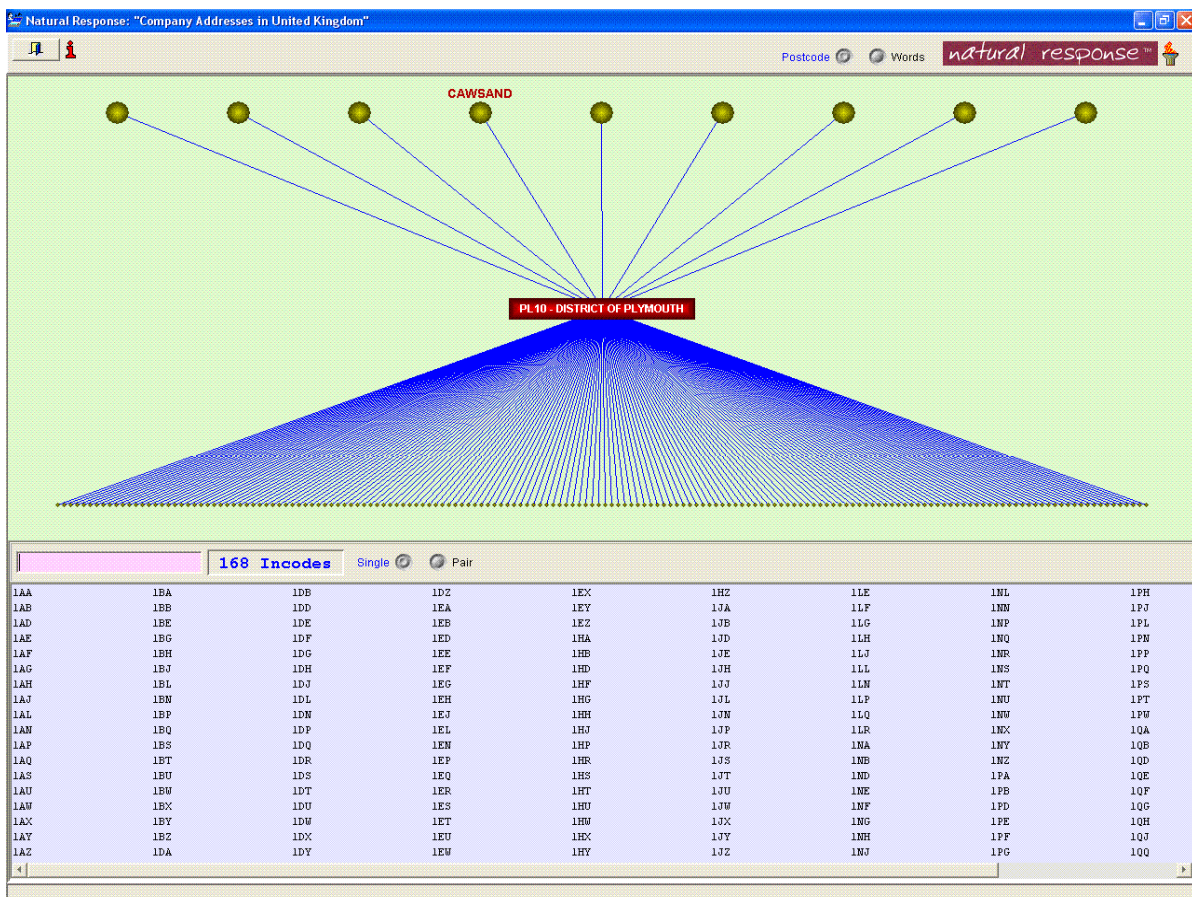 Natural Response: "Company Addresses in United Kingdom"
i Postcode Words natural response™
CAWSAND
PL10 - DISTRICT OF PLYMOUTH
168 Incodes Single Pair
1AA 1BA 1DB 1DZ 1EX 1HZ 1LE 1NL 1PH
1AB 1BB 1DD 1EA 1EY 1JA 1LF 1NN 1PJ
1AD 1BE 1DE 1EB 1EZ 1JB 1LG 1NP 1PL
1AE 1BG 1DF 1ED 1HA 1JD 1LH 1NQ 1PN
1AF 1BH 1DG 1EE 1HB 1JE 1LJ 1NR 1PP
1AG 1BJ 1DH 1EF 1HD 1JH 1LL 1NS 1PQ
1AH 1BL 1DJ 1EG 1HF 1JJ 1LN 1NT 1PS
1AJ 1BN 1DL 1EH 1HG 1JL 1LP 1NU 1PT
1AL 1BP 1DN 1EJ 1HH 1JN 1LQ 1NW 1PW
1AN 1BQ 1DP 1EL 1HJ 1JP 1LR 1NX 1QA
1AP 1BS 1DQ 1EN 1HP 1JR 1NA 1NY 1QB
1AQ 1BT 1DR 1EP 1HR 1JS 1NB 1NZ 1QD
1AS 1BU 1DS 1EQ 1HS 1JT 1ND 1PA 1QE
1AU 1BW 1DT 1ER 1HT 1JU 1NE 1PB 1QF
1AW 1BX 1DU 1ES 1HU 1JW 1NF 1PD 1QG
1AX 1BY 1DW 1ET 1HW 1JX 1NG 1PE 1QH
1AY 1BZ 1DX 1EU 1HX 1JY 1NH 1PF 1QJ
1AZ 1DA 1DY 1EW 1HY 1JZ 1NJ 1PG 1QQ